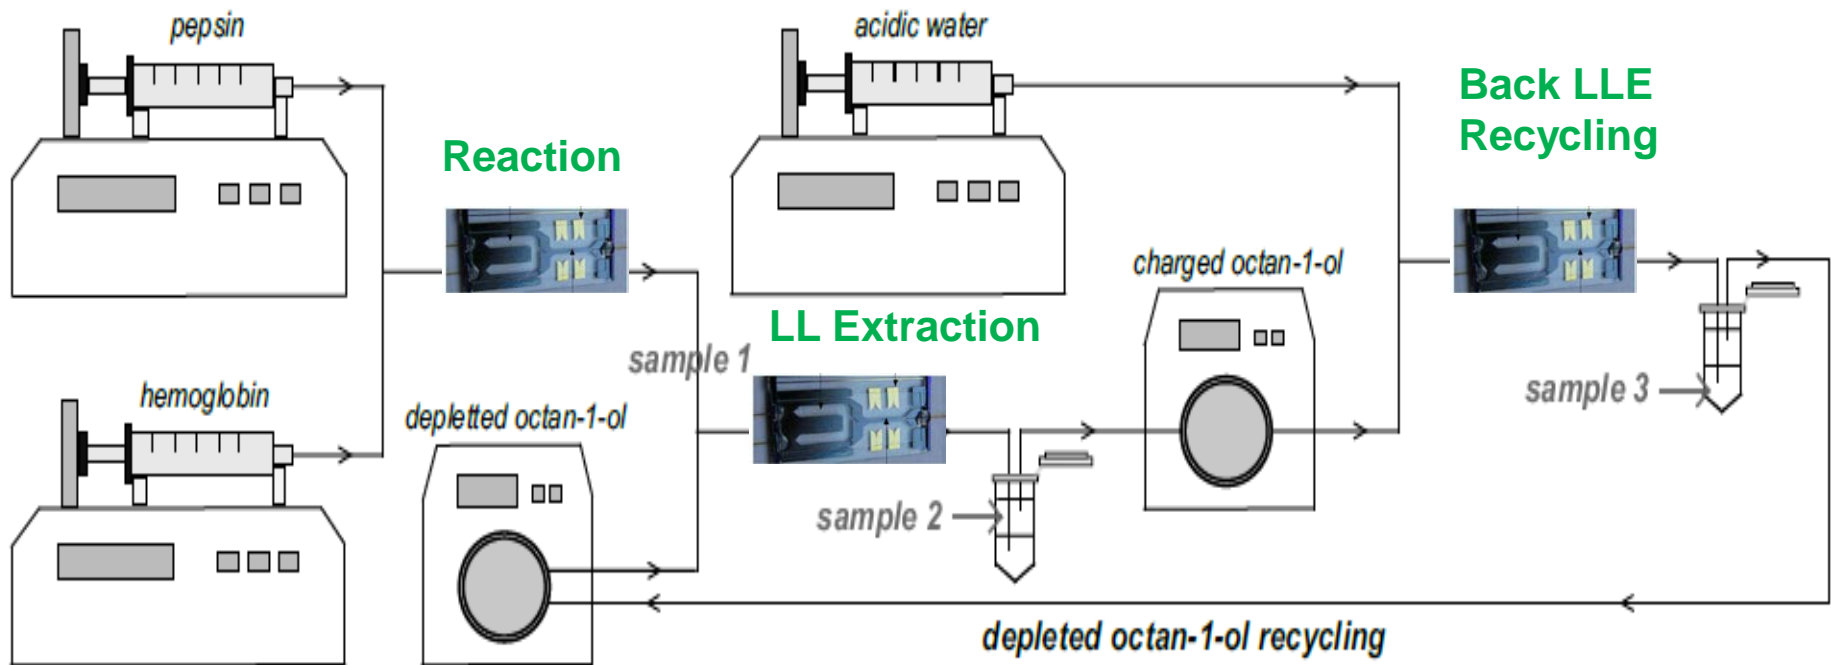 pepsin
acidic water
Back LLE
Recycling
Reaction
charged octan-1-ol
LL Extraction
sample 1
hemoglobin
depletted octan-1-ol
sample 3
sample 2
depleted octan-1-ol recycling